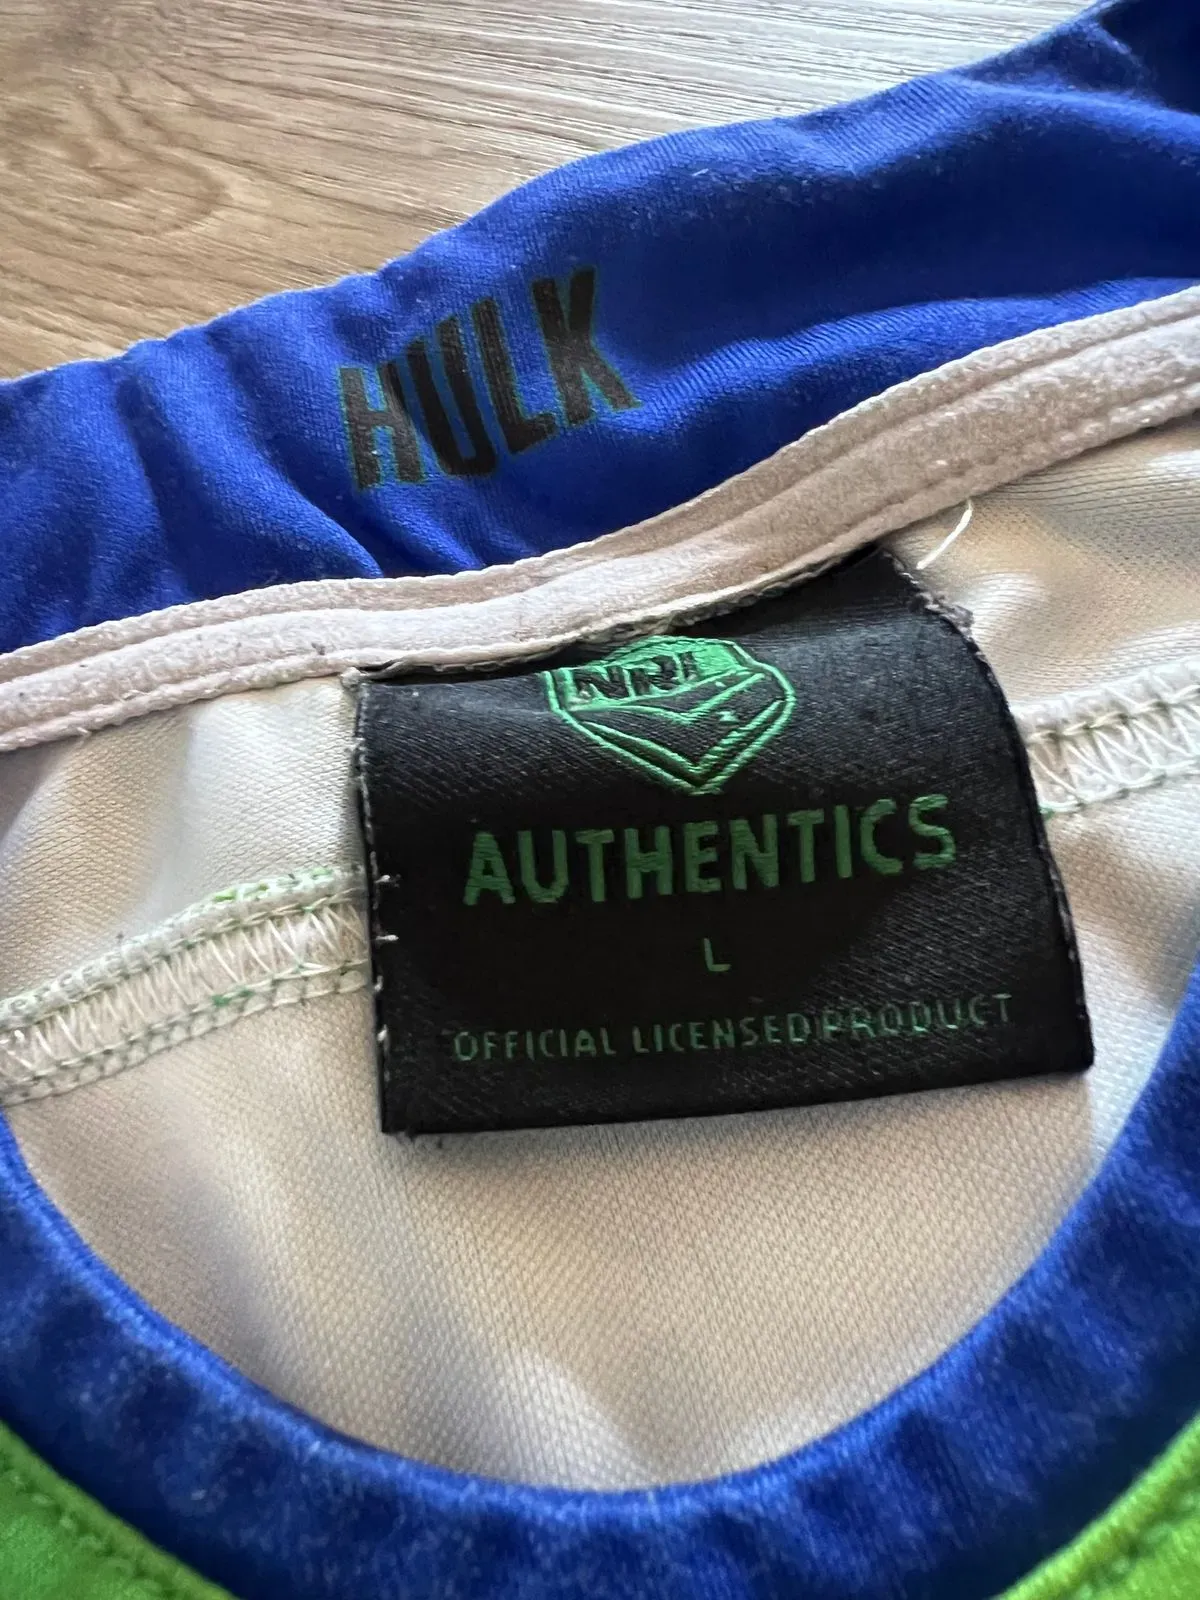 HULK
NRL
AUTHENTICS
L
OFFICIAL LICENSED PRODUCT